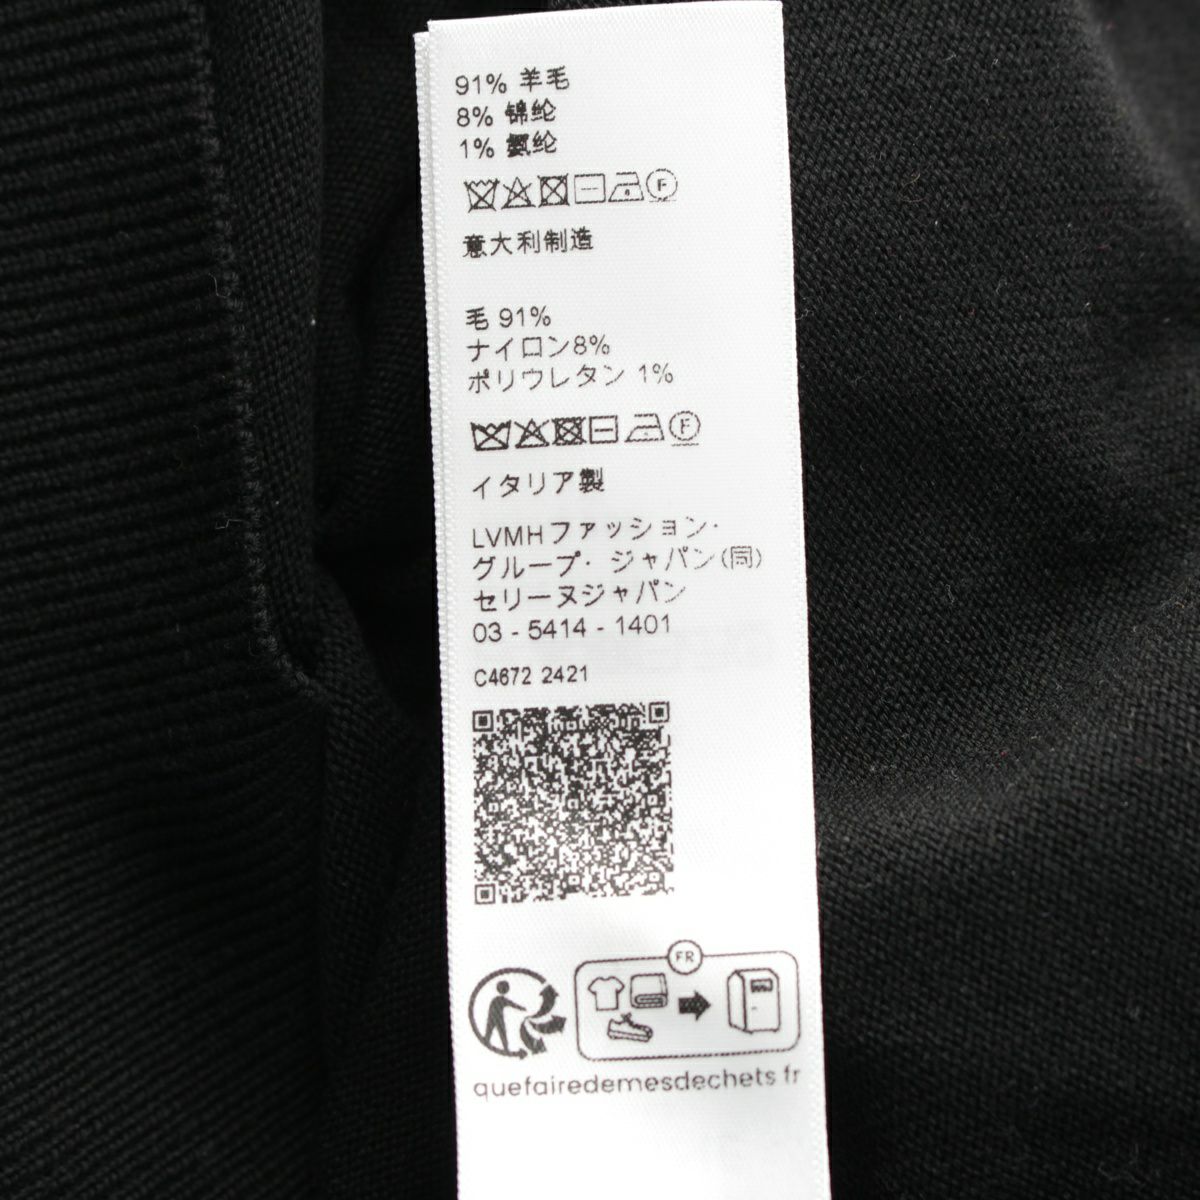 91% 羊毛
8% 锦纶
1% 氨纶
F
意大利制造
毛 91%
ナイロン8%
ポリウレタン 1%
F
イタリア製
LVMHファッション・
グループ・ジャパン(同)
セリーヌジャパン
03 - 5414 - 1401
C4672 2421
FR
quefairedemesdechets fr